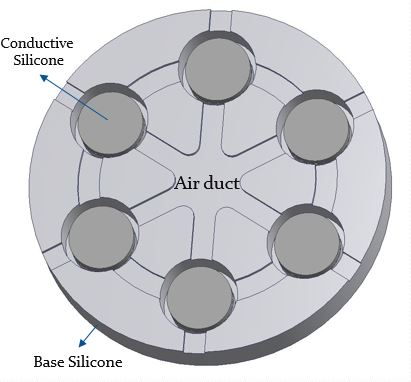 Conductive
Silicone
Air duct
Base Silicone